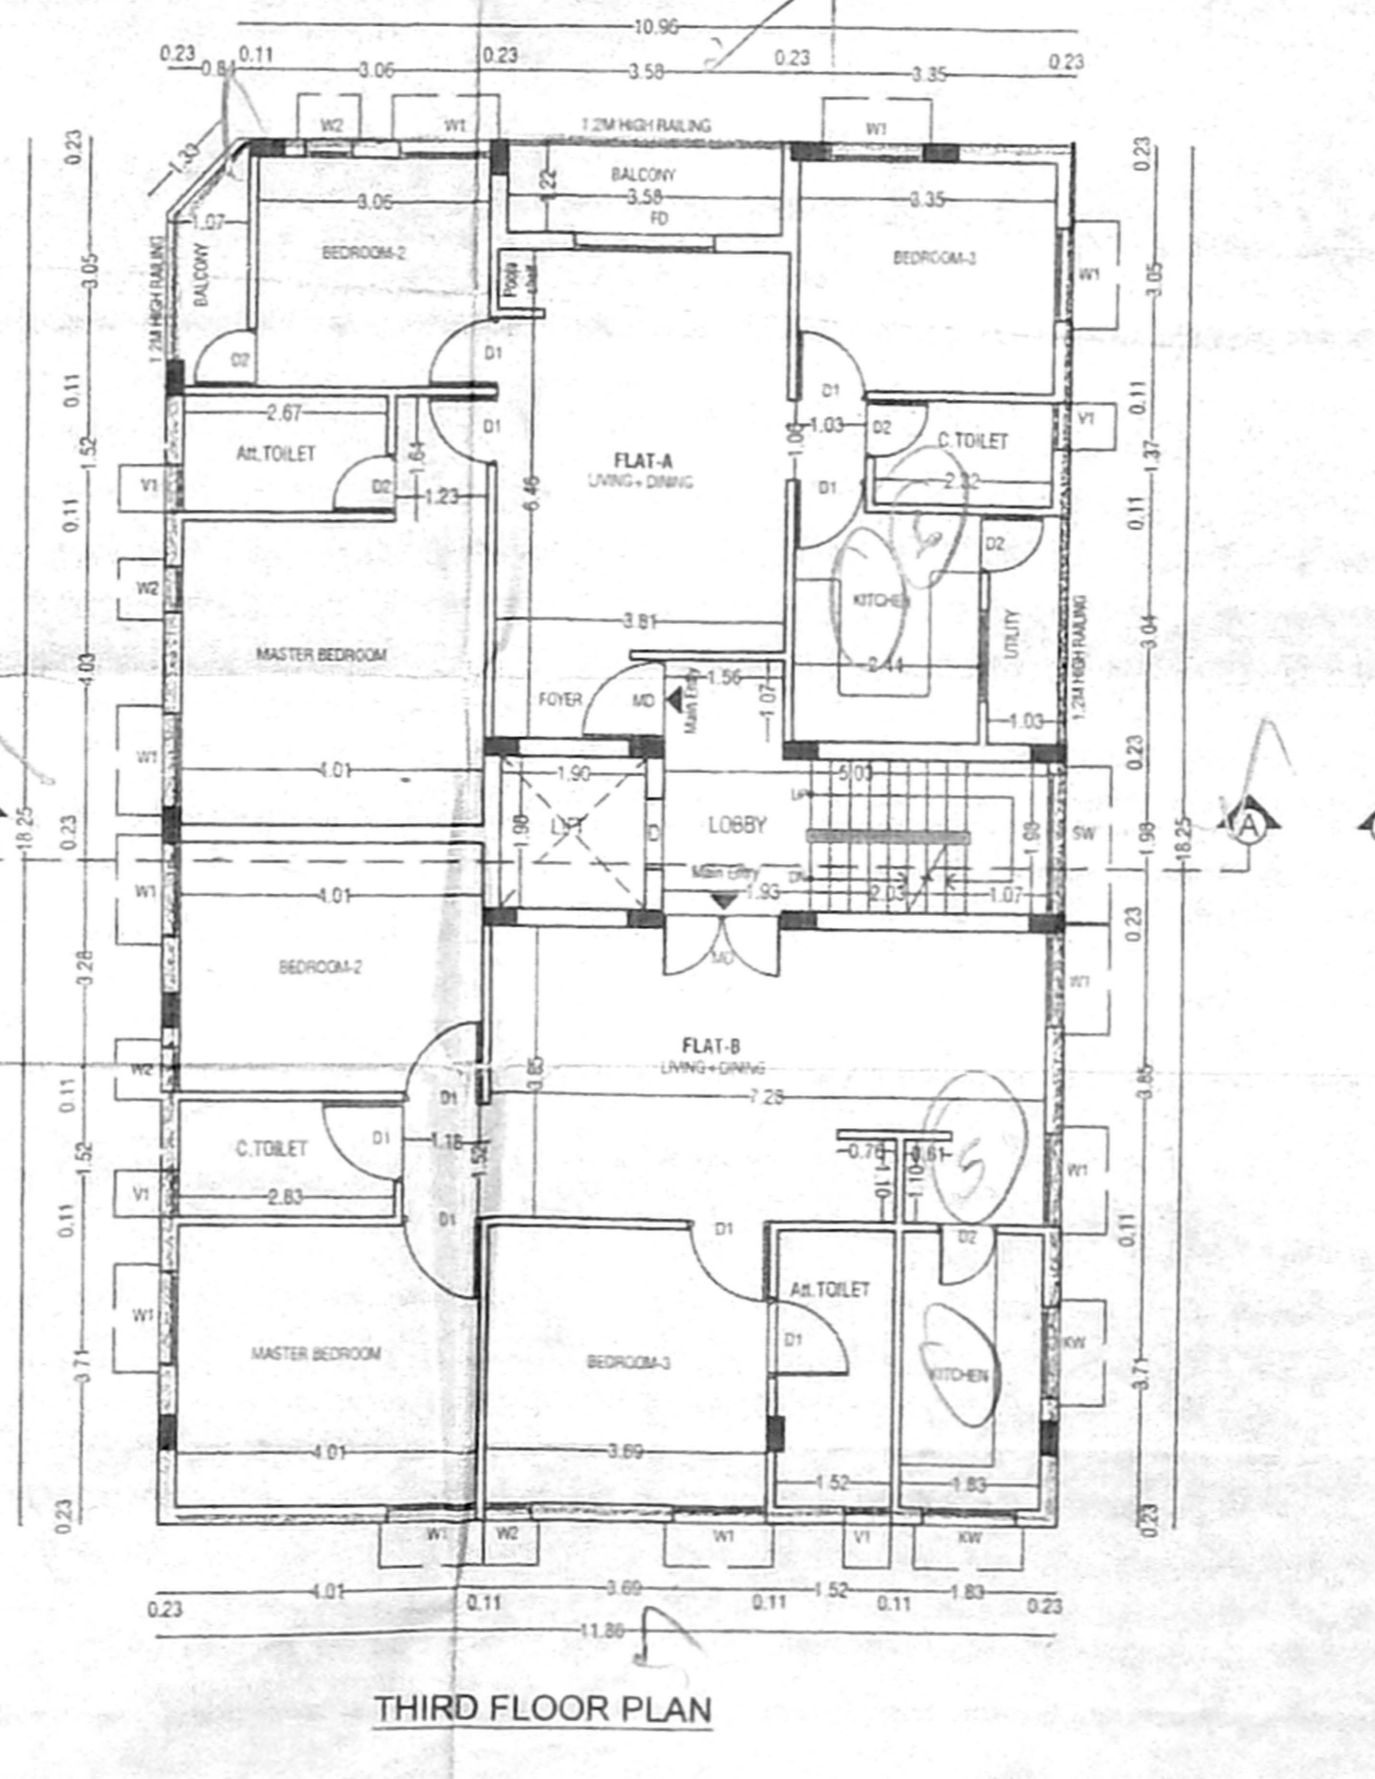 10.96
0.23 0.11 0.23 0.23 0.23
0.84 3.06 3.58 3.35
W2 W1 1.2M HIGH RAILING W1
0.23 1.33 0.23
BALCONY
1.22 3.58
FD
3.06 3.35
1.07
BEDROOM-2 BEDROOM-3
BALCONY
1.2M HIGH RAILING
Pooja
W1
3.05 3.05
D2 D1 D1
0.11 0.11
2.67 D1 1.03 D2 V1
1.06
Att.TOILET 1.64 C.TOILET
FLAT-A
LIVING+DINING
1.52 1.37
V1 D2 1.23 6.46 D1 2.32
0.11 0.11
D2
W2 KITCHEN UTILITY
3.81 3.04
1.2M HIGH RAILING
MASTER BEDROOM
4.03 2.44
1.56
FOYER MD Main Entry 1.07
1.03
W1 0.23
4.01 1.90 5.03
UP
18.25 0.23 1.98 LIFT LOBBY 1.98 SW 1.98 18.25 A
Main Entry
DN
W1 4.01 1.93 2.03 1.07
0.23
MD
BEDROOM-2 W1
3.28
FLAT-B
LIVING+DINING
W2 3.85 3.85
0.11 D1 7.28
C.TOILET D1 1.18 1.52
0.76 0.61
1.10 1.10
1.52 W1
V1 2.83
0.11 D1 D1 D2 0.11
Att.TOILET
W1 D1 KW
MASTER BEDROOM BEDROOM-3 KITCHEN
3.71 3.71
4.01 3.69 1.52 1.83
0.23 0.23
W1 W2 W1 V1 KW
4.01 3.69 1.52 1.83
0.23 0.11 0.11 0.11 0.23
11.86
THIRD FLOOR PLAN